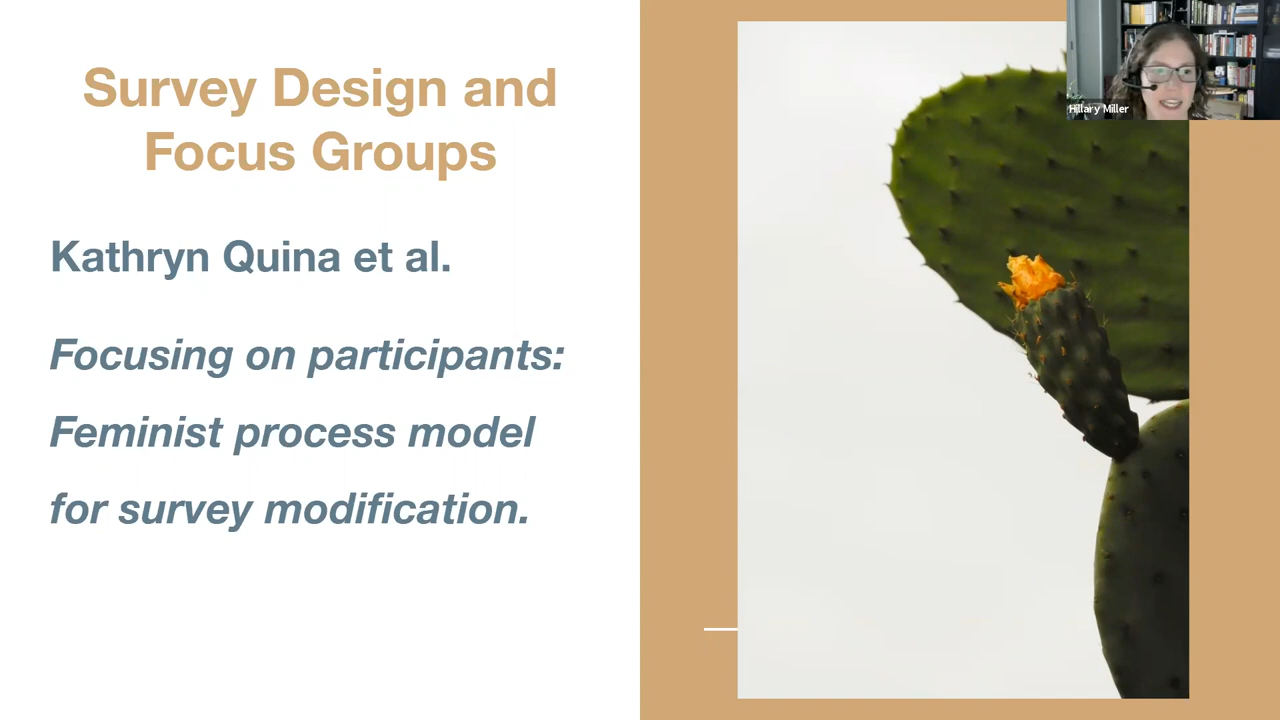 Survey Design and
Focus Groups
Kathryn Quina et al.
Focusing on participants:
Feminist process model
for survey modification.
Hillary Miller